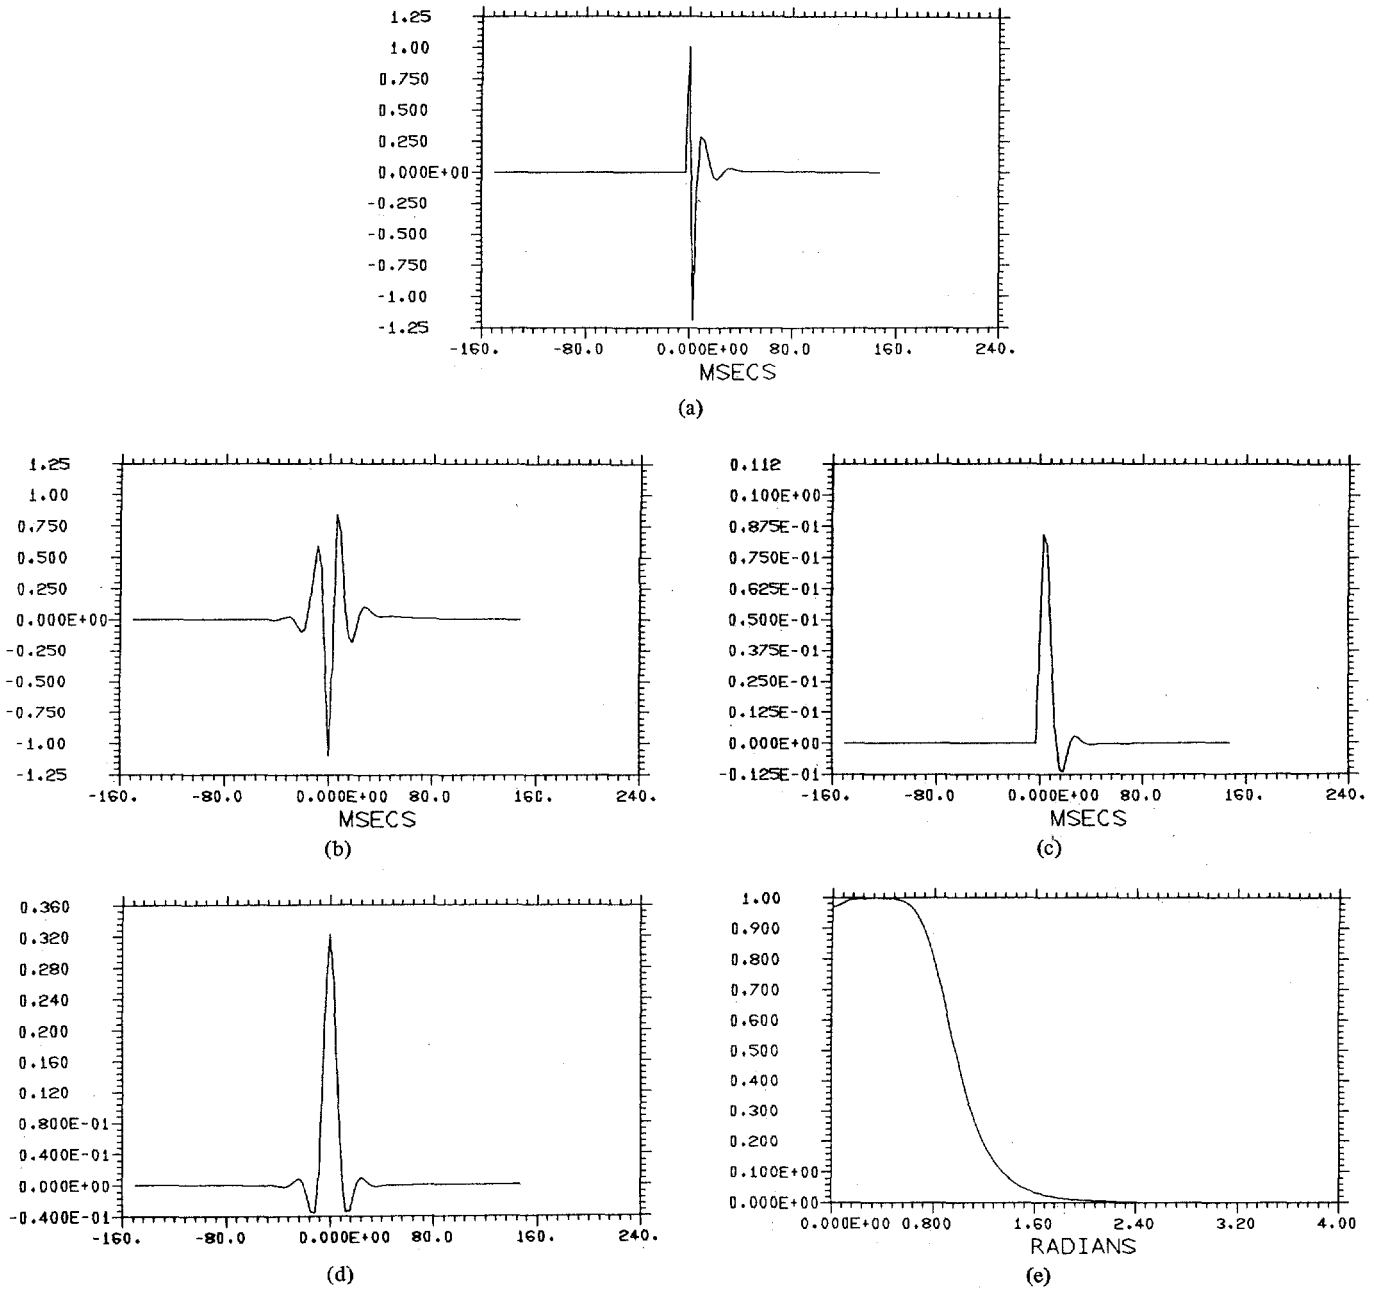 1.25
1.00
0.750
0.500
0.250
0.000E+00
-0.250
-0.500
-0.750
-1.00
-1.25
-160. -80.0 0.000E+00 80.0 160. 240.
MSECS
(a)
1.25
1.00
0.750
0.500
0.250
0.000E+00
-0.250
-0.500
-0.750
-1.00
-1.25
-160. -80.0 0.000E+00 80.0 160. 240.
MSECS
(b)
0.112
0.100E+00
0.875E-01
0.750E-01
0.625E-01
0.500E-01
0.375E-01
0.250E-01
0.125E-01
0.000E+00
-0.125E-01
-160. -80.0 0.000E+00 80.0 160. 240.
MSECS
(c)
0.360
0.320
0.280
0.240
0.200
0.160
0.120
0.800E-01
0.400E-01
0.000E+00
-0.400E-01
-160. -80.0 0.000E+00 80.0 160. 240.
(d)
1.00
0.900
0.800
0.700
0.600
0.500
0.400
0.300
0.200
0.100E+00
0.000E+00
0.000E+00 0.800 1.60 2.40 3.20 4.00
RADIANS
(e)